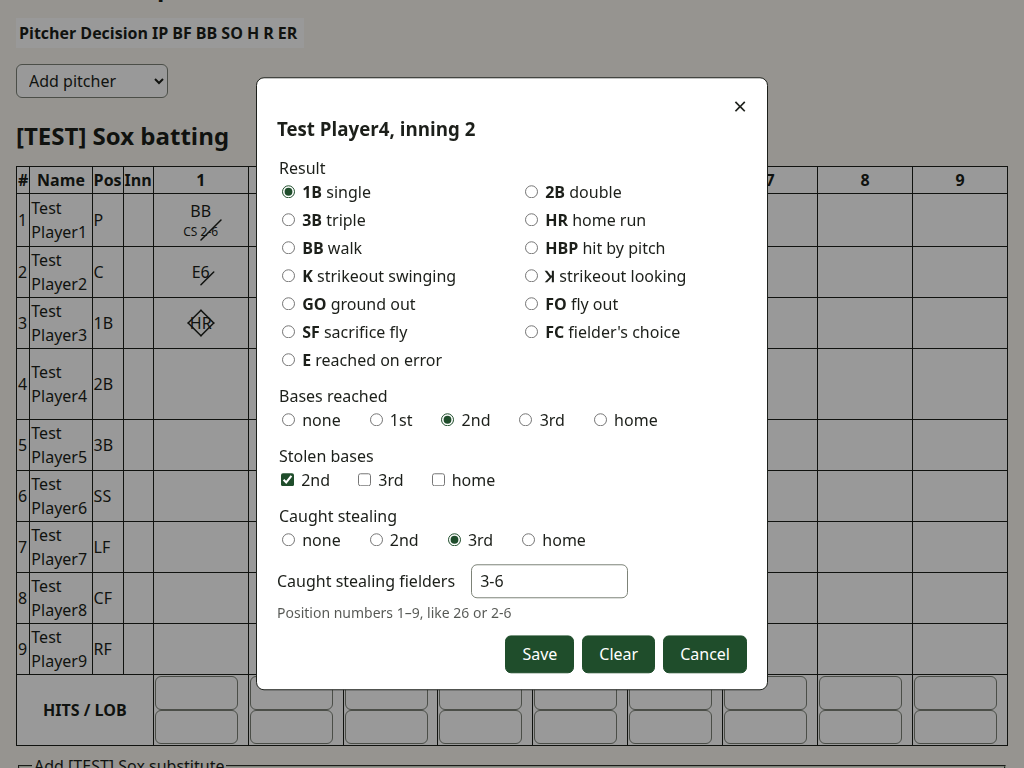 Pitcher Decision IP BF BB SO H R ER
Add pitcher
[TEST] Sox batting
# Name Pos Inn 1 7 8 9
1 Test Player1 P BB CS 2-6
2 Test Player2 C E6
3 Test Player3 1B HR
4 Test Player4 2B
5 Test Player5 3B
6 Test Player6 SS
7 Test Player7 LF
8 Test Player8 CF
9 Test Player9 RF
HITS / LOB
Add [TEST] Sox substitute
×
Test Player4, inning 2
Result
1B single
2B double
3B triple
HR home run
BB walk
HBP hit by pitch
K strikeout swinging
ꓘ strikeout looking
GO ground out
FO fly out
SF sacrifice fly
FC fielder's choice
E reached on error
Bases reached
none 1st 2nd 3rd home
Stolen bases
2nd 3rd home
Caught stealing
none 2nd 3rd home
Caught stealing fielders 3-6
Position numbers 1–9, like 26 or 2-6
Save Clear Cancel